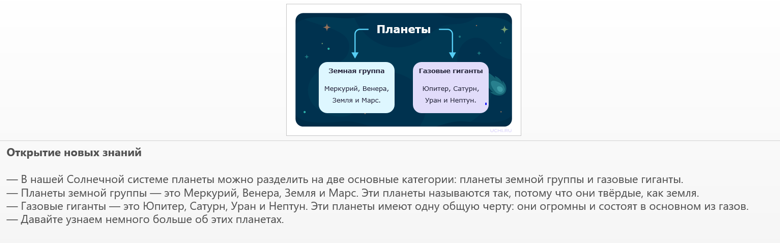 Планеты
Земная группа
Меркурий, Венера,
Земля и Марс.
Газовые гиганты
Юпитер, Сатурн,
Уран и Нептун.
Открытие новых знаний
— В нашей Солнечной системе планеты можно разделить на две основные категории: планеты земной группы и газовые гиганты.
— Планеты земной группы — это Меркурий, Венера, Земля и Марс. Эти планеты называются так, потому что они твёрдые, как земля.
— Газовые гиганты — это Юпитер, Сатурн, Уран и Нептун. Эти планеты имеют одну общую черту: они огромны и состоят в основном из газов.
— Давайте узнаем немного больше об этих планетах.